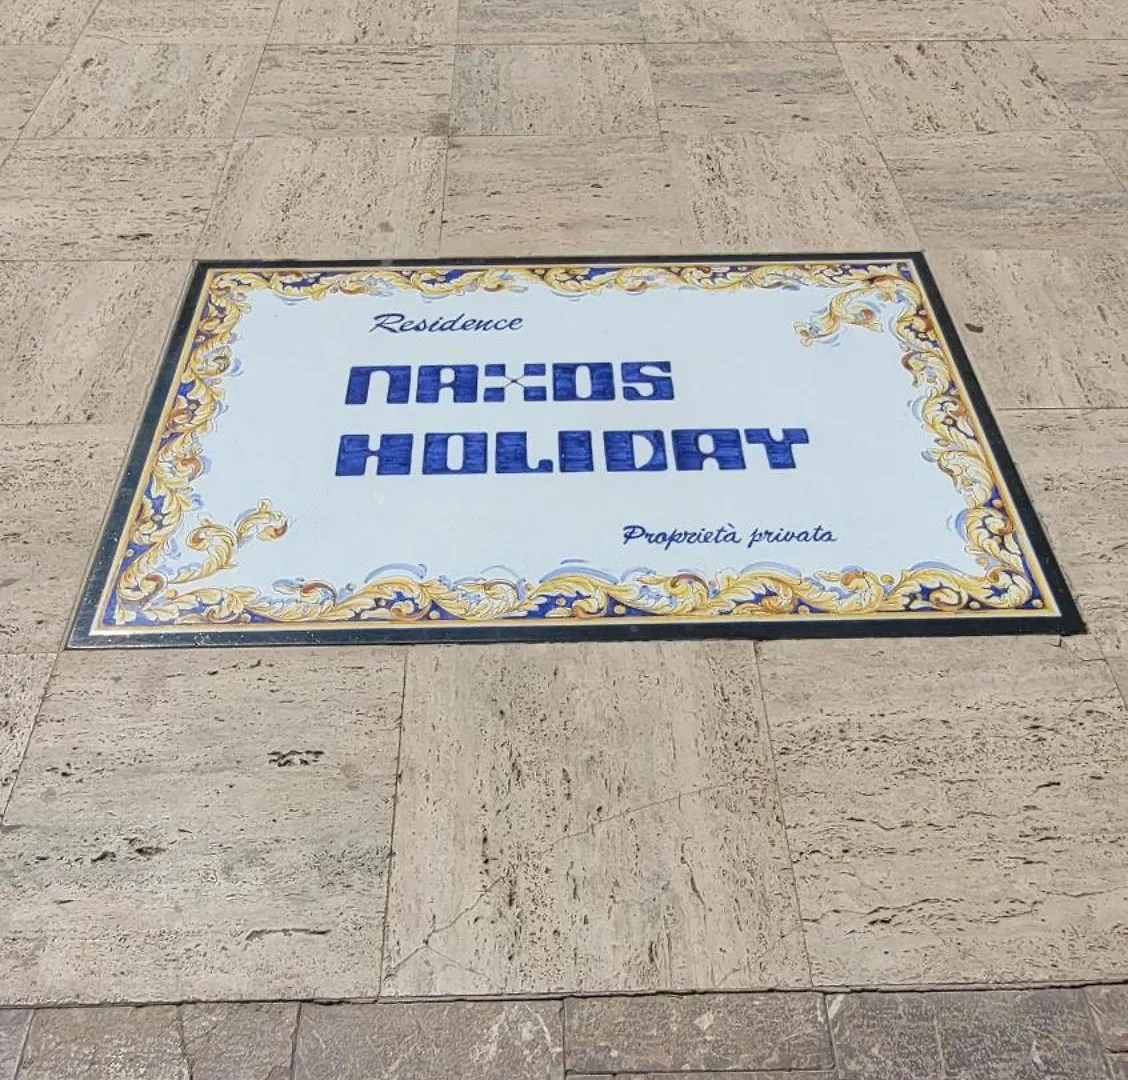 Residence
NAXOS
HOLIDAY
Proprietà privata